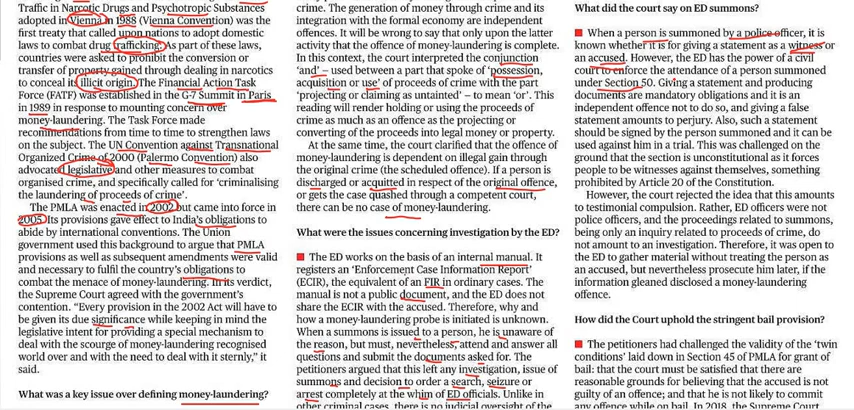 Traffic in Narcotic Drugs and Psychotropic Substances
adopted in Vienna in 1988 (Vienna Convention) was the
first treaty that called upon nations to adopt domestic
laws to combat drug trafficking. As part of these laws,
countries were asked to prohibit the conversion or
transfer of property gained through dealing in narcotics
to conceal its illicit origin. The Financial Action Task
Force (FATF) was established in the G-7 Summit in Paris
in 1989 in response to mounting concern over
money-laundering. The Task Force made
recommendations from time to time to strengthen laws
on the subject. The UN Convention against Transnational
Organized Crime of 2000 (Palermo Convention) also
advocated legislative and other measures to combat
organised crime, and specifically called for 'criminalising
the laundering of proceeds of crime'.
The PMLA was enacted in 2002 but came into force in
2005. Its provisions gave effect to India's obligations to
abide by international conventions. The Union
government used this background to argue that PMLA
provisions as well as subsequent amendments were valid
and necessary to fulfil the country's obligations to
combat the menace of money-laundering. In its verdict,
the Supreme Court agreed with the government's
contention. "Every provision in the 2002 Act will have to
be given its due significance while keeping in mind the
legislative intent for providing a special mechanism to
deal with the scourge of money-laundering recognised
world over and with the need to deal with it sternly," it
said.
What was a key issue over defining money-laundering?
crime. The generation of money through crime and its
integration with the formal economy are independent
offences. It will be wrong to say that only upon the latter
activity that the offence of money-laundering is complete.
In this context, the court interpreted the conjunction
'and' – used between a part that spoke of 'possession,
acquisition or use' of proceeds of crime with the part
'projecting or claiming as untainted' – to mean 'or'. This
reading will render holding or using the proceeds of
crime as much an offence as the projecting or
converting of the proceeds into legal money or property.
At the same time, the court clarified that the offence of
money-laundering is dependent on illegal gain through
the original crime (the scheduled offence). If a person is
discharged or acquitted in respect of the original offence,
or gets the case quashed through a competent court,
there can be no case of money-laundering.
What were the issues concerning investigation by the ED?
The ED works on the basis of an internal manual. It
registers an 'Enforcement Case Information Report'
(ECIR), the equivalent of an FIR in ordinary cases. The
manual is not a public document, and the ED does not
share the ECIR with the accused. Therefore, why and
how a money-laundering probe is initiated is unknown.
When a summons is issued to a person, he is unaware of
the reason, but must, nevertheless, attend and answer all
questions and submit the documents asked for. The
petitioners argued that this left any investigation, issue of
summons and decision to order a search, seizure or
arrest completely at the whim of ED officials. Unlike in
other criminal cases, there is no judicial oversight of the
What did the court say on ED summons?
When a person is summoned by a police officer, it is
known whether it is for giving a statement as a witness or
an accused. However, the ED has the power of a civil
court to enforce the attendance of a person summoned
under Section 50. Giving a statement and producing
documents are mandatory obligations and it is an
independent offence not to do so, and giving a false
statement amounts to perjury. Also, such a statement
should be signed by the person summoned and it can be
used against him in a trial. This was challenged on the
ground that the section is unconstitutional as it forces
people to be witnesses against themselves, something
prohibited by Article 20 of the Constitution.
However, the court rejected the idea that this amounts
to testimonial compulsion. Rather, ED officers were not
police officers, and the proceedings related to summons,
being only an inquiry related to proceeds of crime, do
not amount to an investigation. Therefore, it was open to
the ED to gather material without treating the person as
an accused, but nevertheless prosecute him later, if the
information gleaned disclosed a money-laundering
offence.
How did the Court uphold the stringent bail provision?
The petitioners had challenged the validity of the 'twin
conditions' laid down in Section 45 of PMLA for grant of
bail: that the court must be satisfied that there are
reasonable grounds for believing that the accused is not
guilty of an offence; and that he is not likely to commit
any offence while on bail. In 2018, the Supreme Court